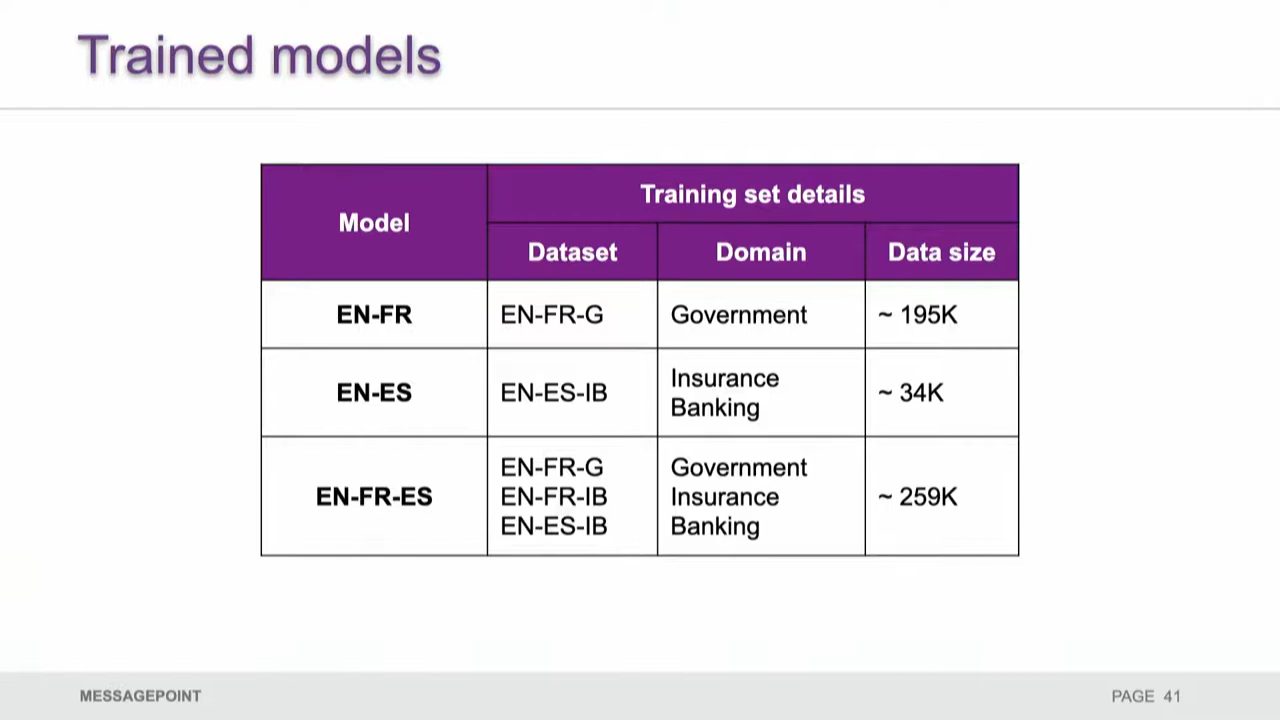 Trained models
Model
Training set details
Dataset
Domain
Data size
EN-FR
EN-FR-G
Government
~ 195K
EN-ES
EN-ES-IB
Insurance
Banking
~ 34K
EN-FR-ES
EN-FR-G
EN-FR-IB
EN-ES-IB
Government
Insurance
Banking
~ 259K
MESSAGEPOINT
PAGE 41